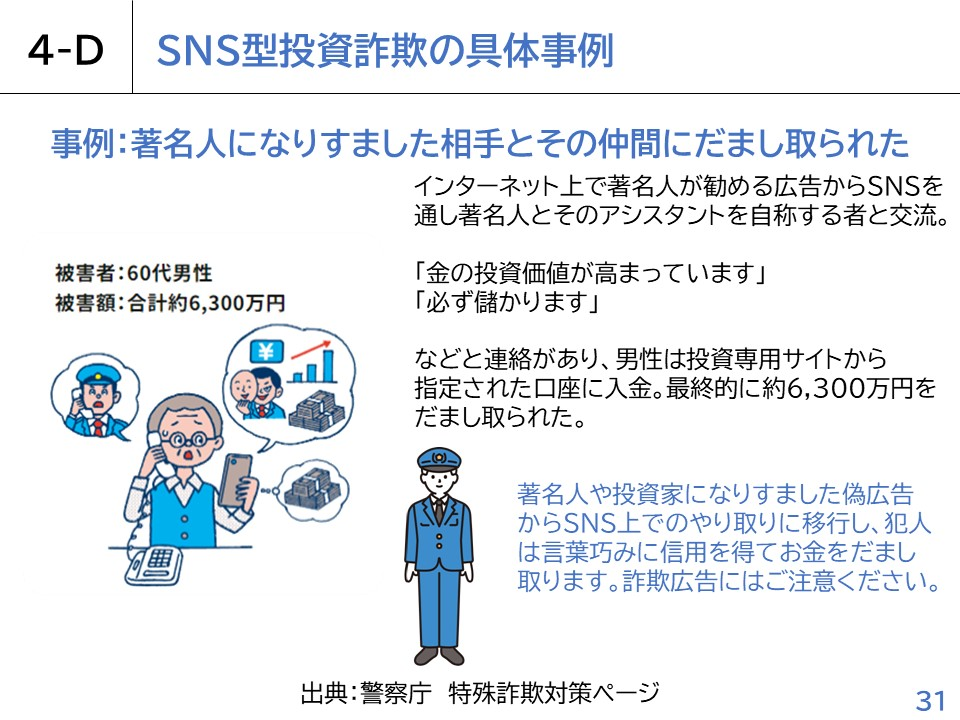 4-D
SNS型投資詐欺の具体事例
事例：著名人になりすました相手とその仲間にだまし取られた
インターネット上で著名人が勧める広告からSNSを
通し著名人とそのアシスタントを自称する者と交流。
「金の投資価値が高まっています」
「必ず儲かります」
などと連絡があり、男性は投資専用サイトから
指定された口座に入金。最終的に約6,300万円を
だまし取られた。
被害者：60代男性
被害額：合計約6,300万円
¥
著名人や投資家になりすました偽広告
からSNS上でのやり取りに移行し、犯人
は言葉巧みに信用を得てお金をだまし
取ります。詐欺広告にはご注意ください。
出典：警察庁　特殊詐欺対策ページ
31